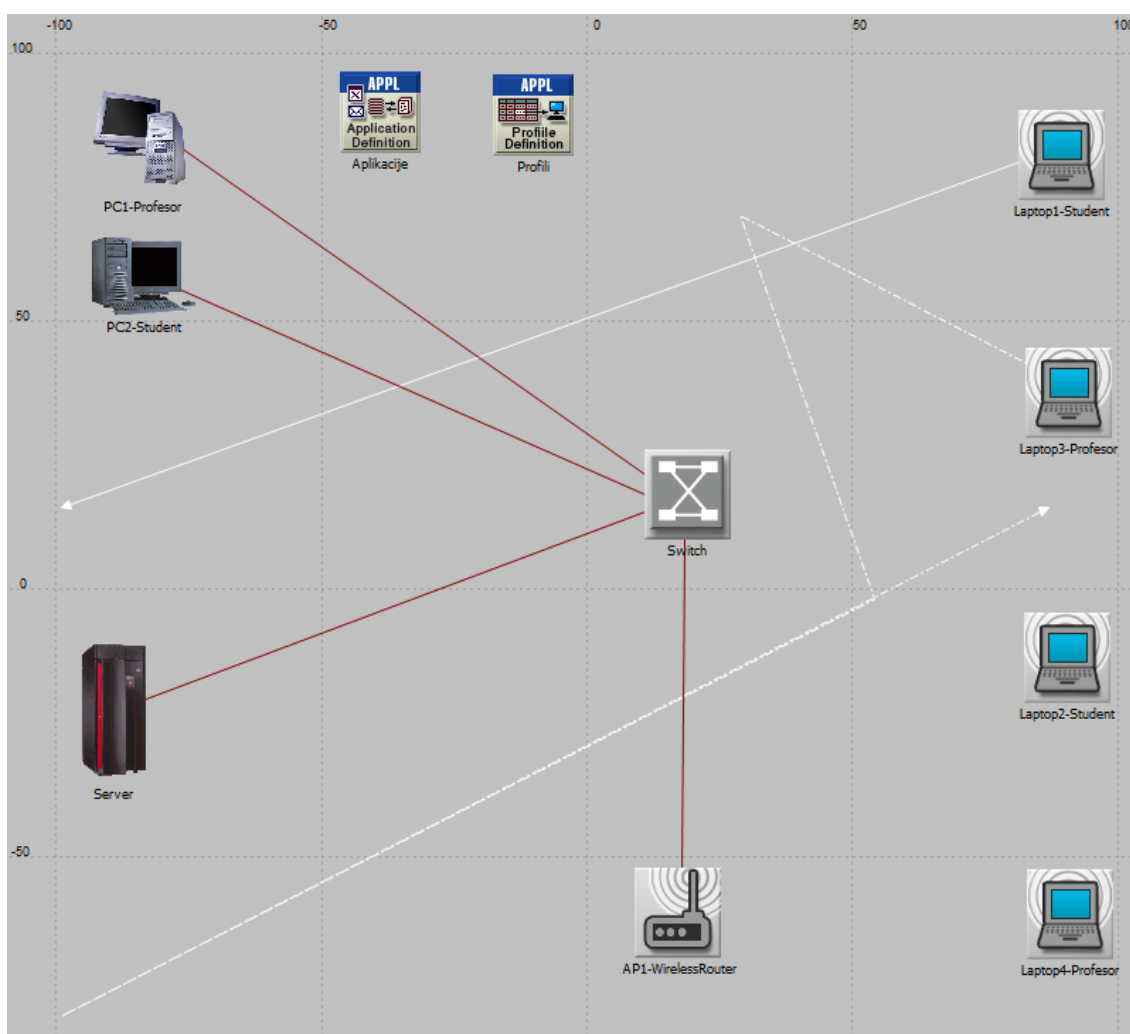 -100
-50
0
50
100
100
APPL
Application
Definition
Aplikacije
APPL
Profile
Definition
Profili
PC1-Profesor
Laptop1-Student
50
PC2-Student
Laptop3-Profesor
Switch
0
Laptop2-Student
Server
-50
AP1-WirelessRouter
Laptop4-Profesor